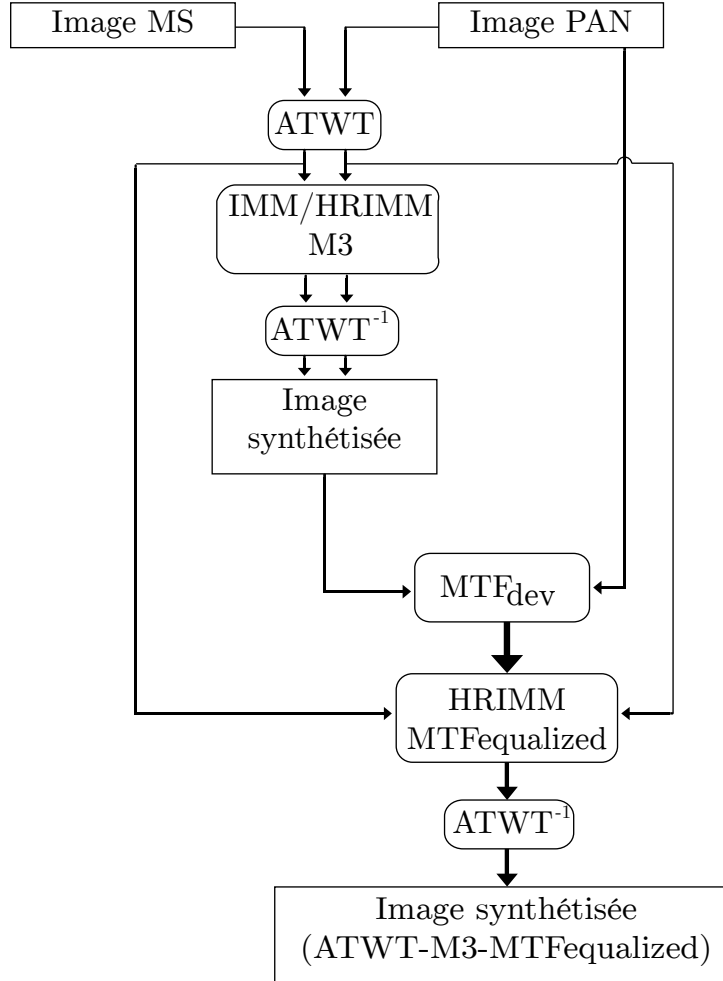 Image MS
Image PAN
ATWT
IMM/HRIMM
M3
ATWT-1
Image
synthétisée
MTFdev
HRIMM
MTFequalized
ATWT-1
Image synthétisée
(ATWT-M3-MTFequalized)